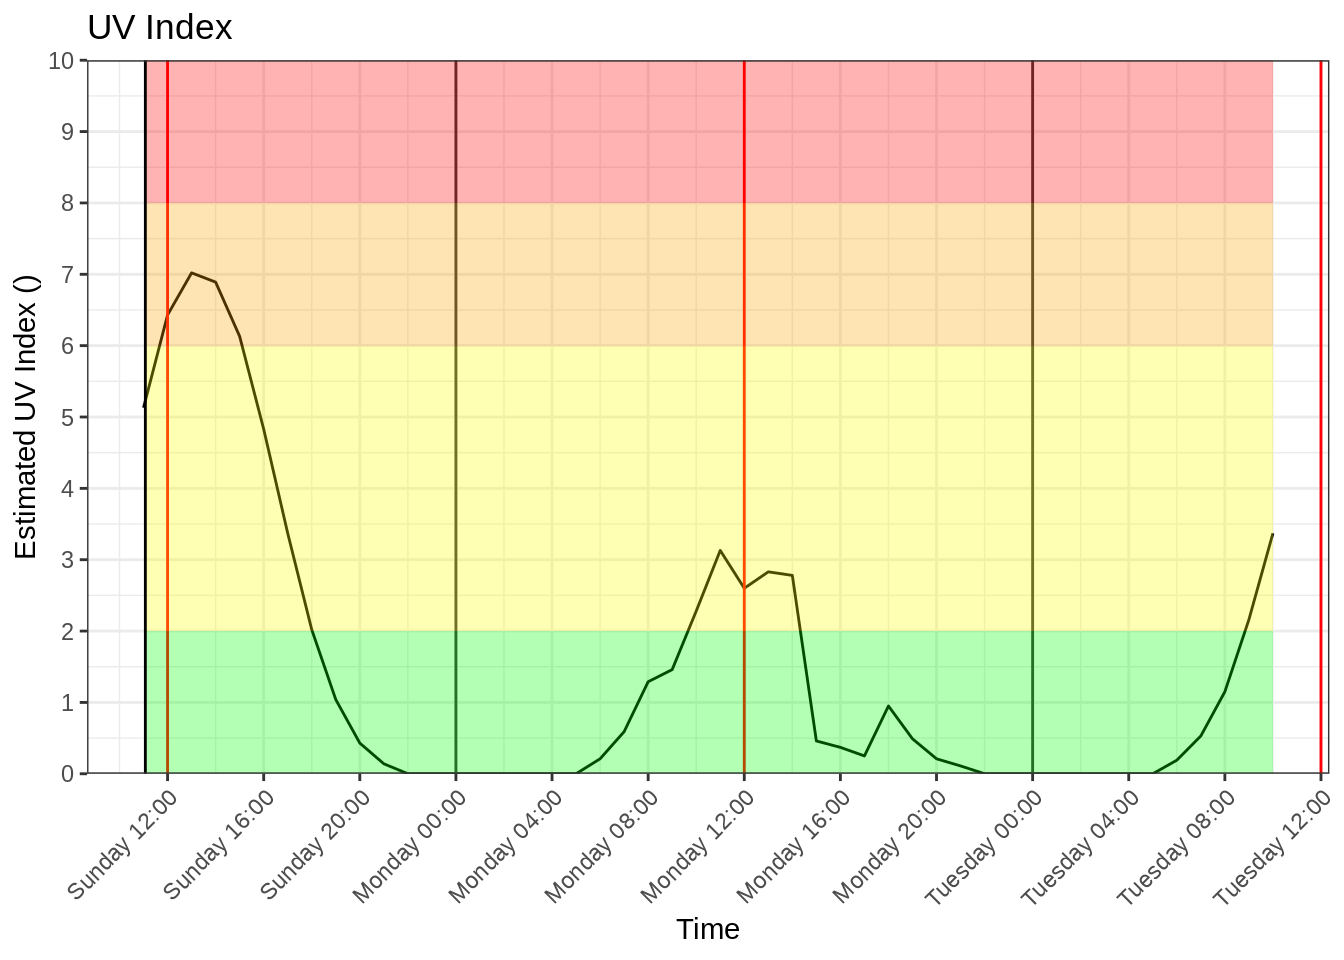 UV Index
Estimated UV Index ()
10
9
8
7
6
5
4
3
2
1
0
Sunday 12:00
Sunday 16:00
Sunday 20:00
Monday 00:00
Monday 04:00
Monday 08:00
Monday 12:00
Monday 16:00
Monday 20:00
Tuesday 00:00
Tuesday 04:00
Tuesday 08:00
Tuesday 12:00
Time